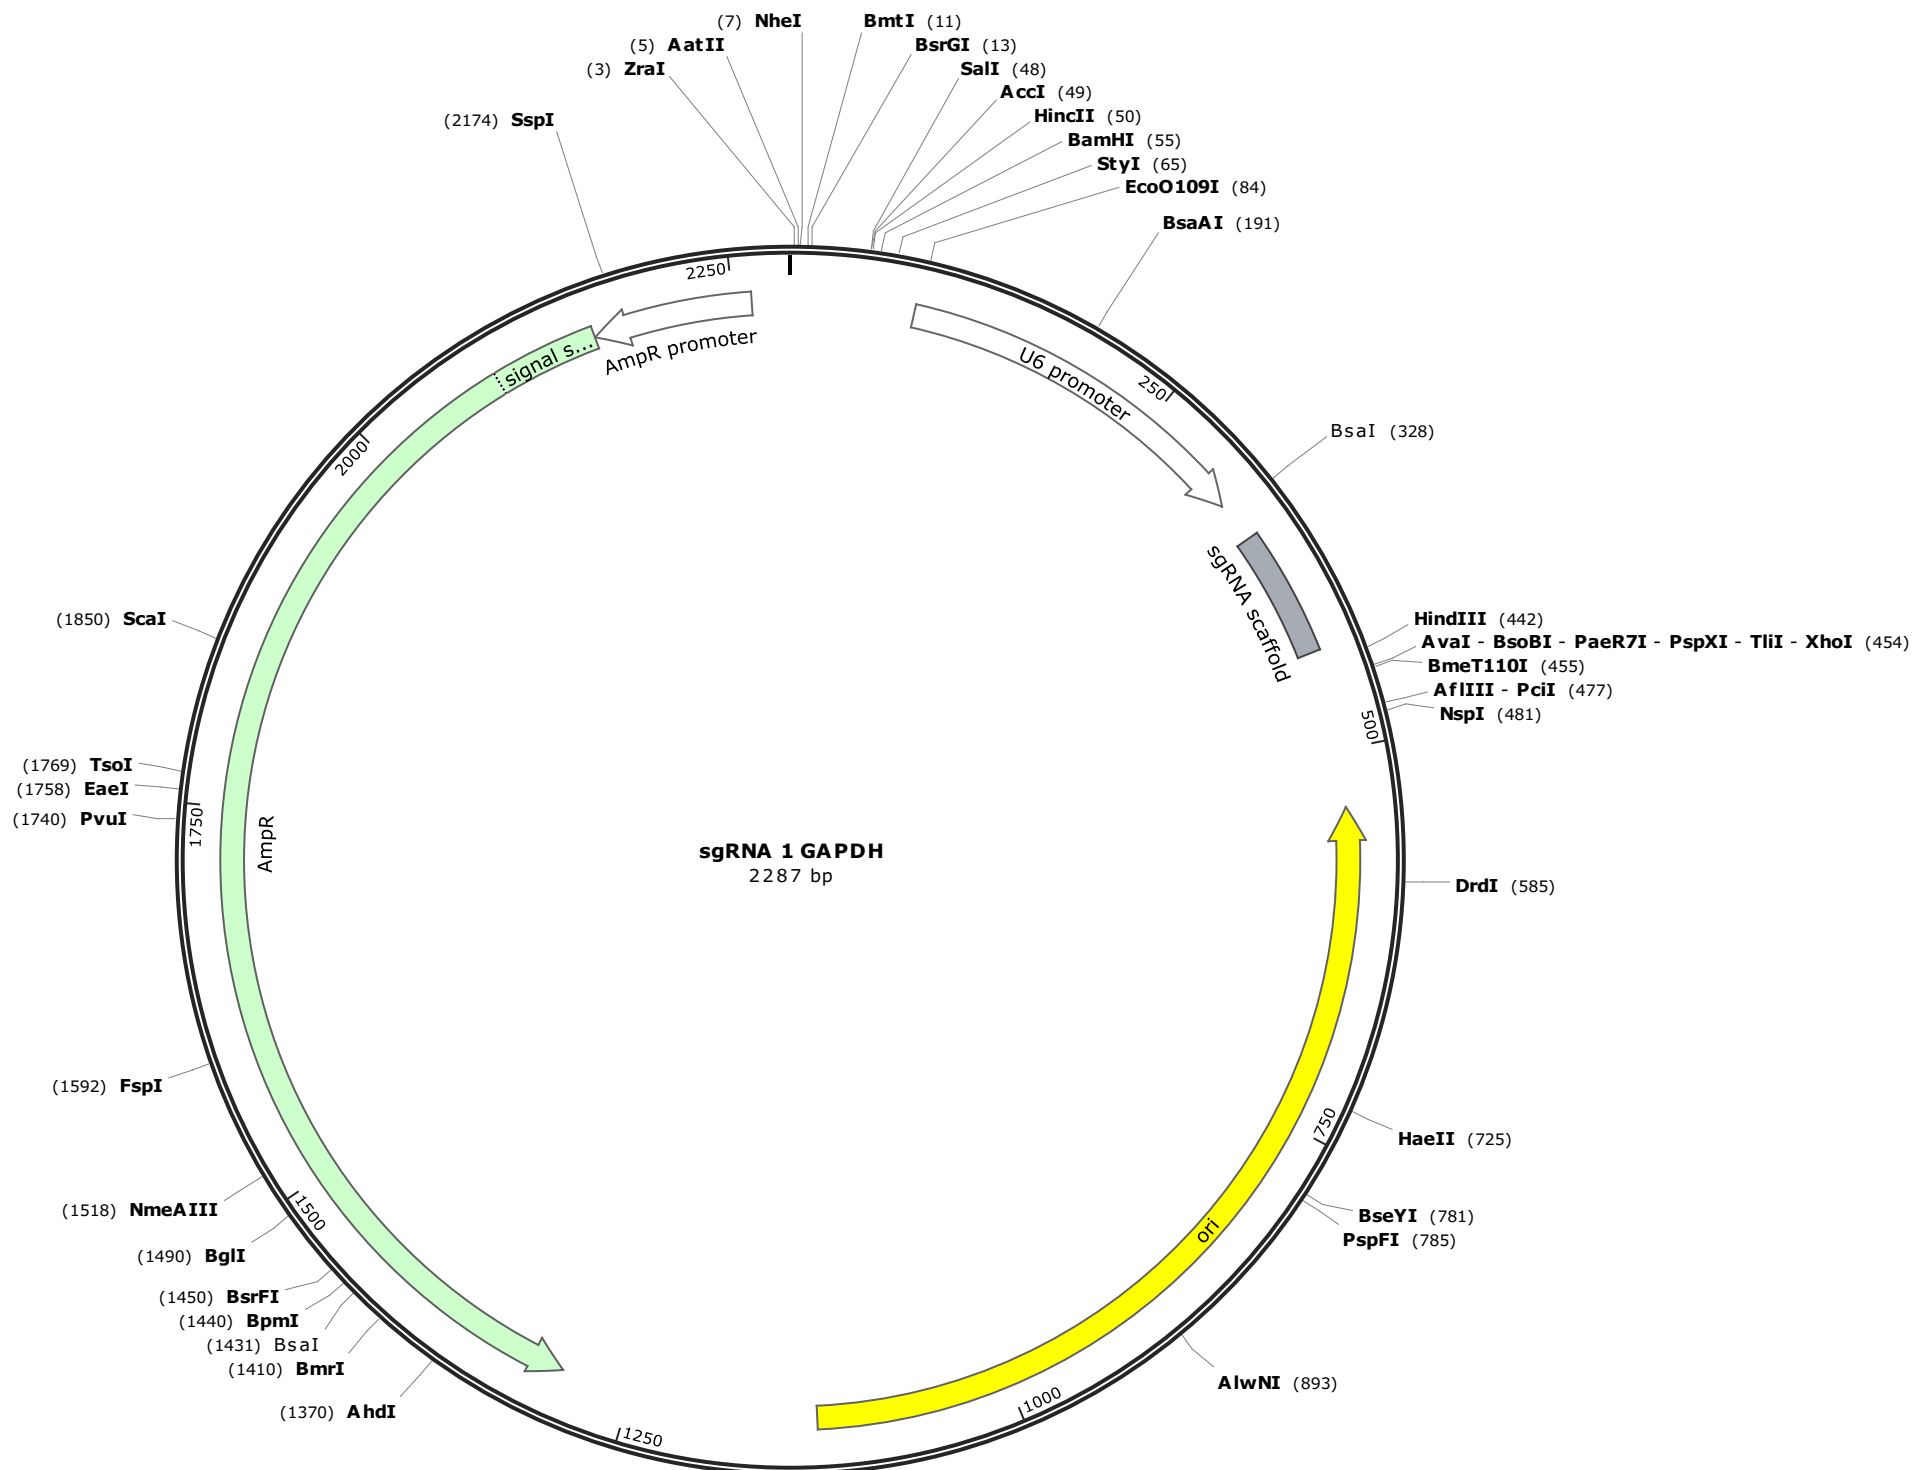 (7) NheI
BmtI (11)
(5) AatII
BsrGI (13)
(3) ZraI
SalI (48)
AccI (49)
HincII (50)
(2174) SspI
BamHI (55)
StyI (65)
EcoO109I (84)
BsaAI (191)
2250
AmpR promoter
signal s...
U6 promoter
250
BsaI (328)
2000
sgRNA scaffold
(1850) ScaI
HindIII (442)
AvaI - BsoBI - PaeR7I - PspXI - TliI - XhoI (454)
BmeT110I (455)
AflIII - PciI (477)
NspI (481)
500
(1769) TsoI
(1758) EaeI
(1740) PvuI
1750
AmpR
sgRNA 1 GAPDH
2287 bp
DrdI (585)
(1592) FspI
750
HaeII (725)
(1518) NmeAIII
1500
BseYI (781)
ori
PspFI (785)
(1490) BglI
(1450) BsrFI
(1440) BpmI
(1431) BsaI
(1410) BmrI
AlwNI (893)
(1370) AhdI
1000
1250